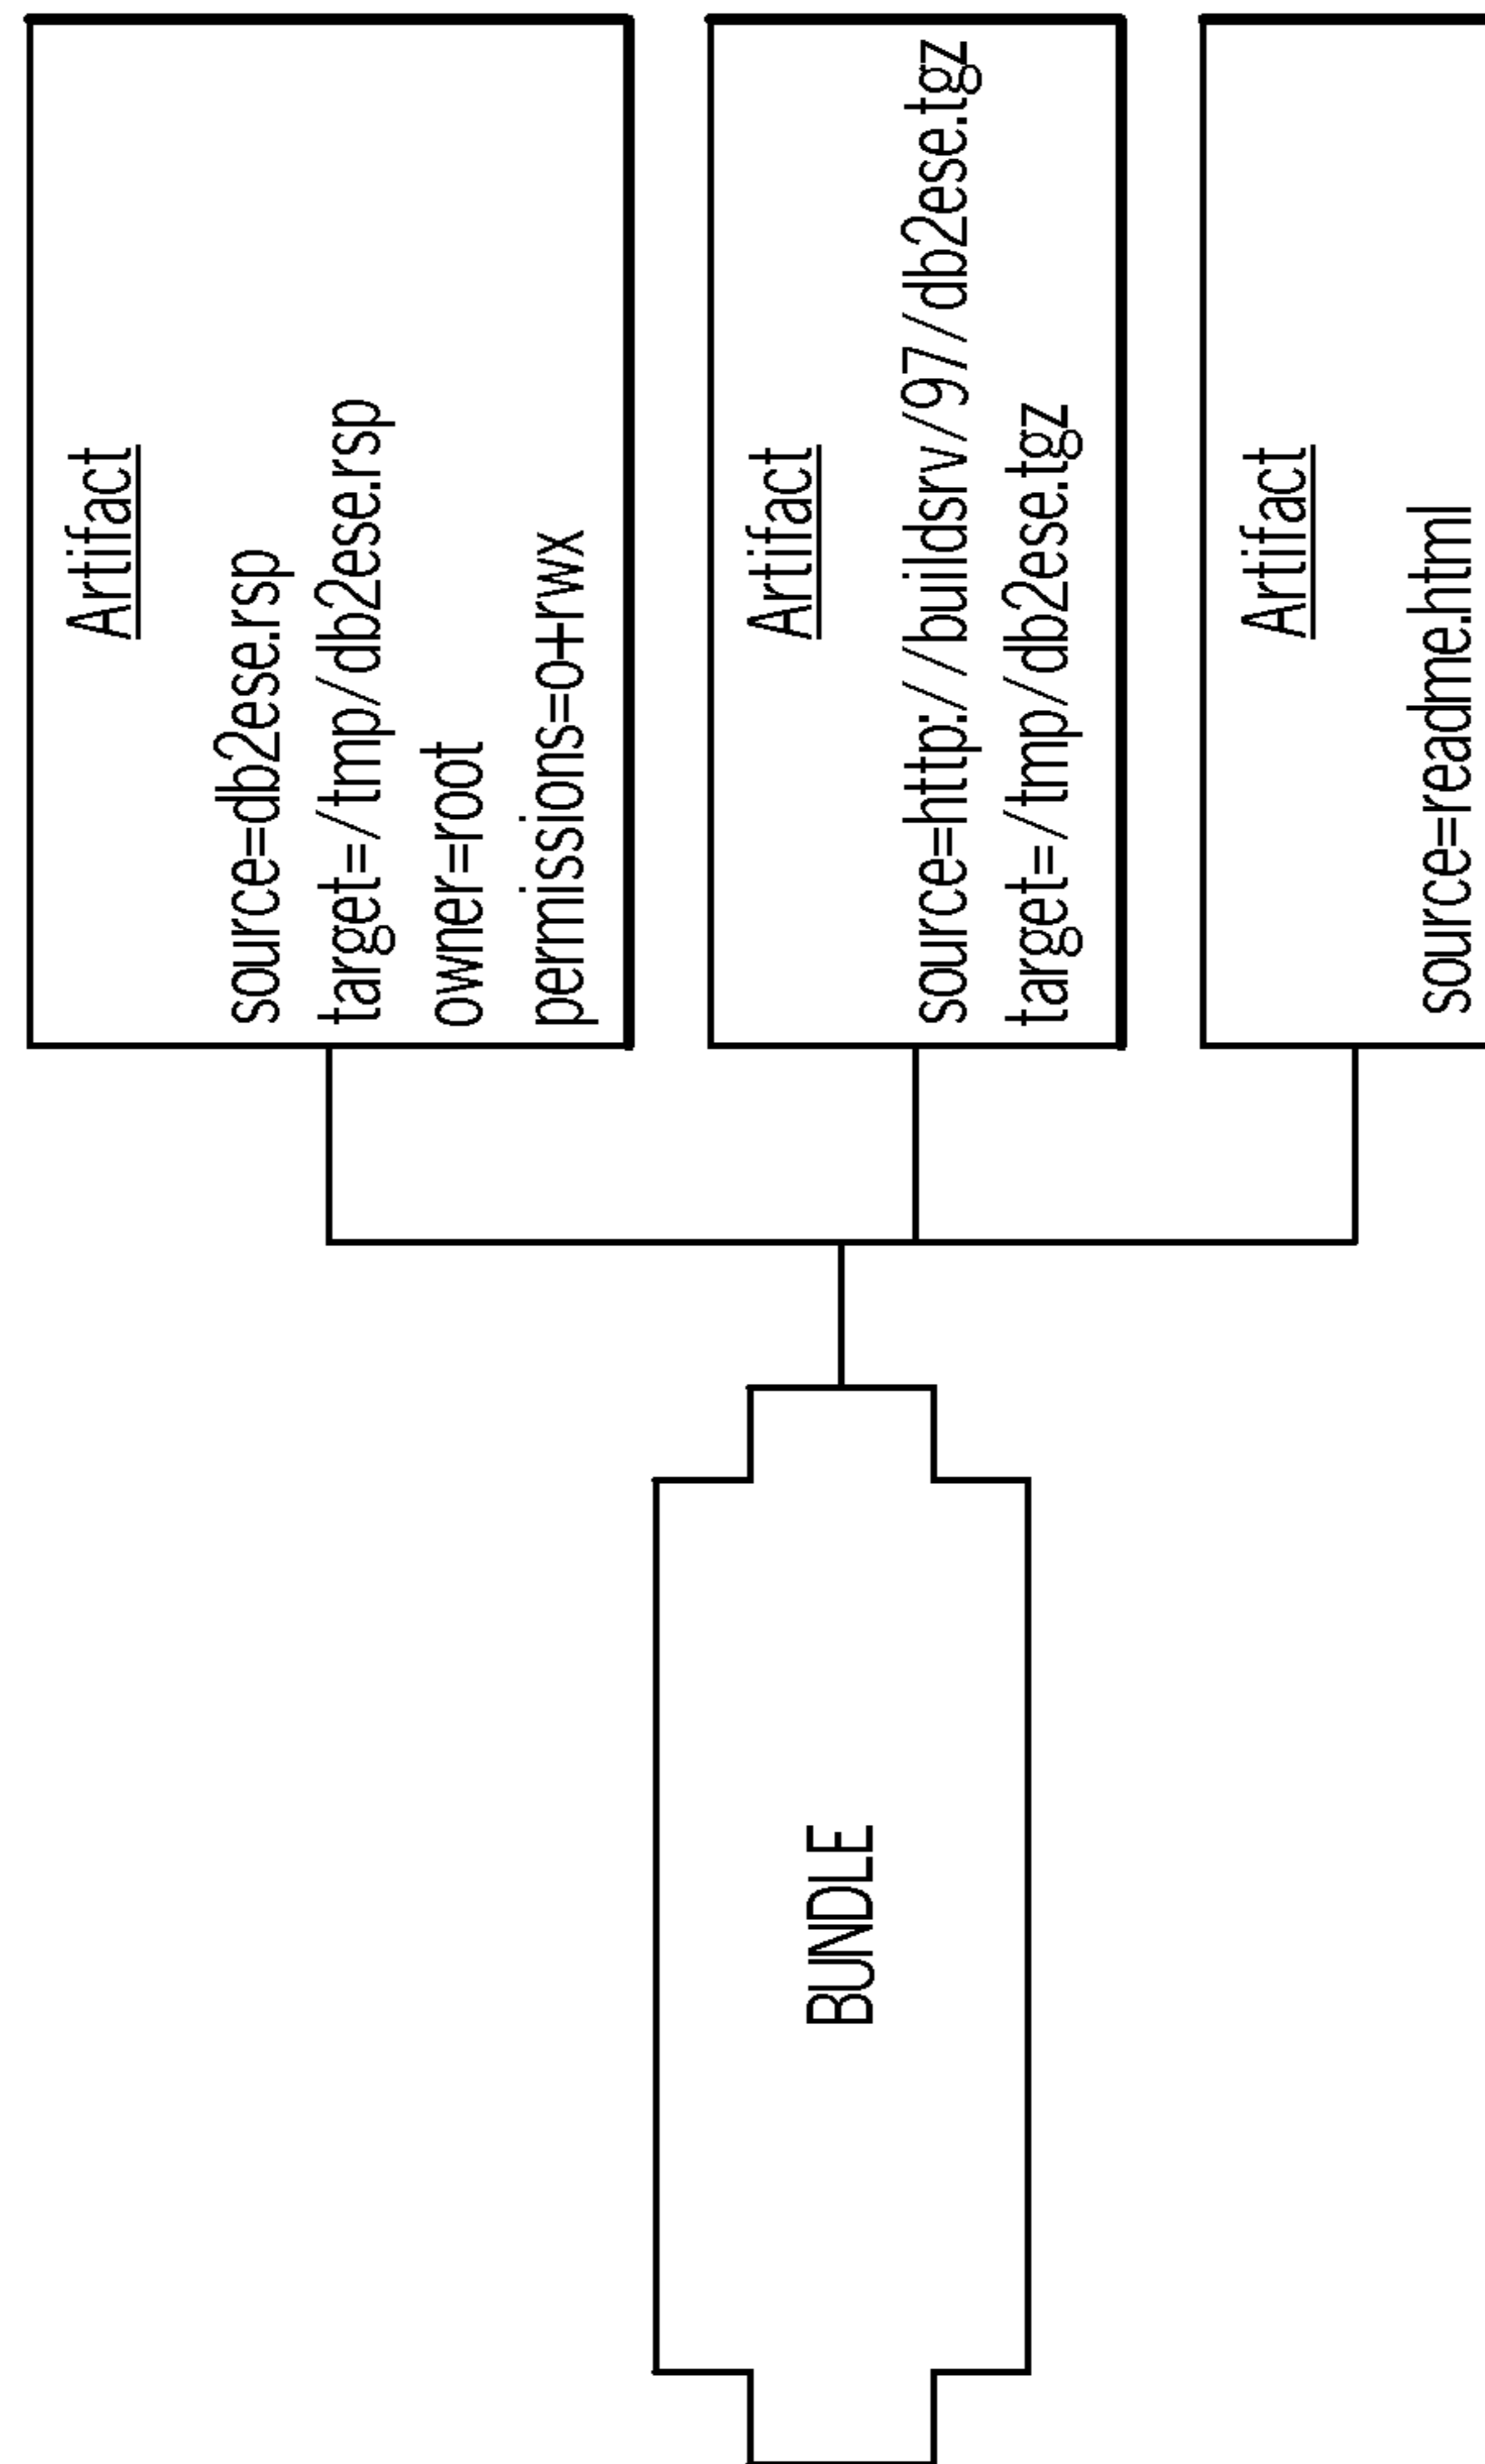 BUNDLE
Artifact
source=db2ese.rsp
target=/tmp/db2ese.rsp
owner=root
permissions=o+rwx
Artifact
source=http://buildsrv/97/db2ese.tgz
target=/tmp/db2ese.tgz
Artifact
source=readme.html